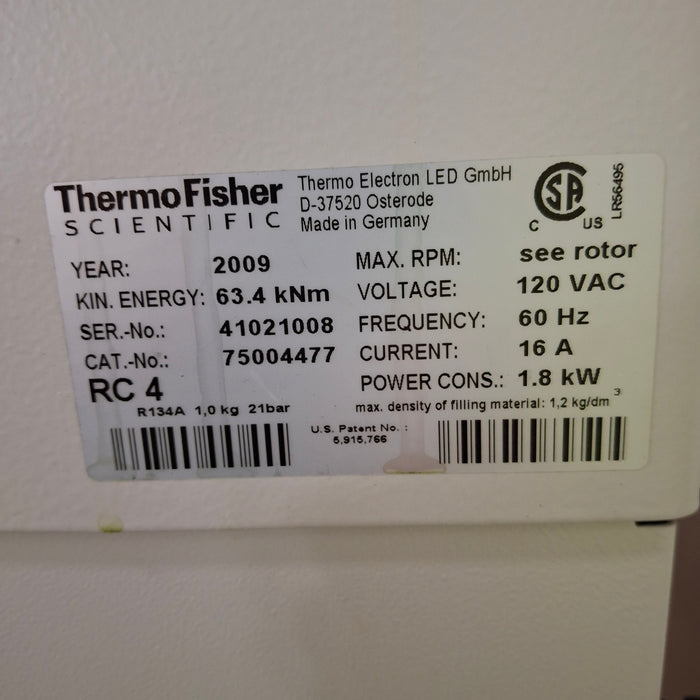 ThermoFisher
SCIENTIFIC
Thermo Electron LED GmbH
D-37520 Osterode
Made in Germany
C SA US
LR56495
YEAR: 2009
KIN. ENERGY: 63.4 kNm
SER.-No.: 41021008
CAT.-No.: 75004477
RC 4
R134A 1,0 kg 21bar
MAX. RPM: see rotor
VOLTAGE: 120 VAC
FREQUENCY: 60 Hz
CURRENT: 16 A
POWER CONS.: 1.8 kW
max. density of filling material: 1,2 kg/dm³
U.S. Patent No. :
5,915,766